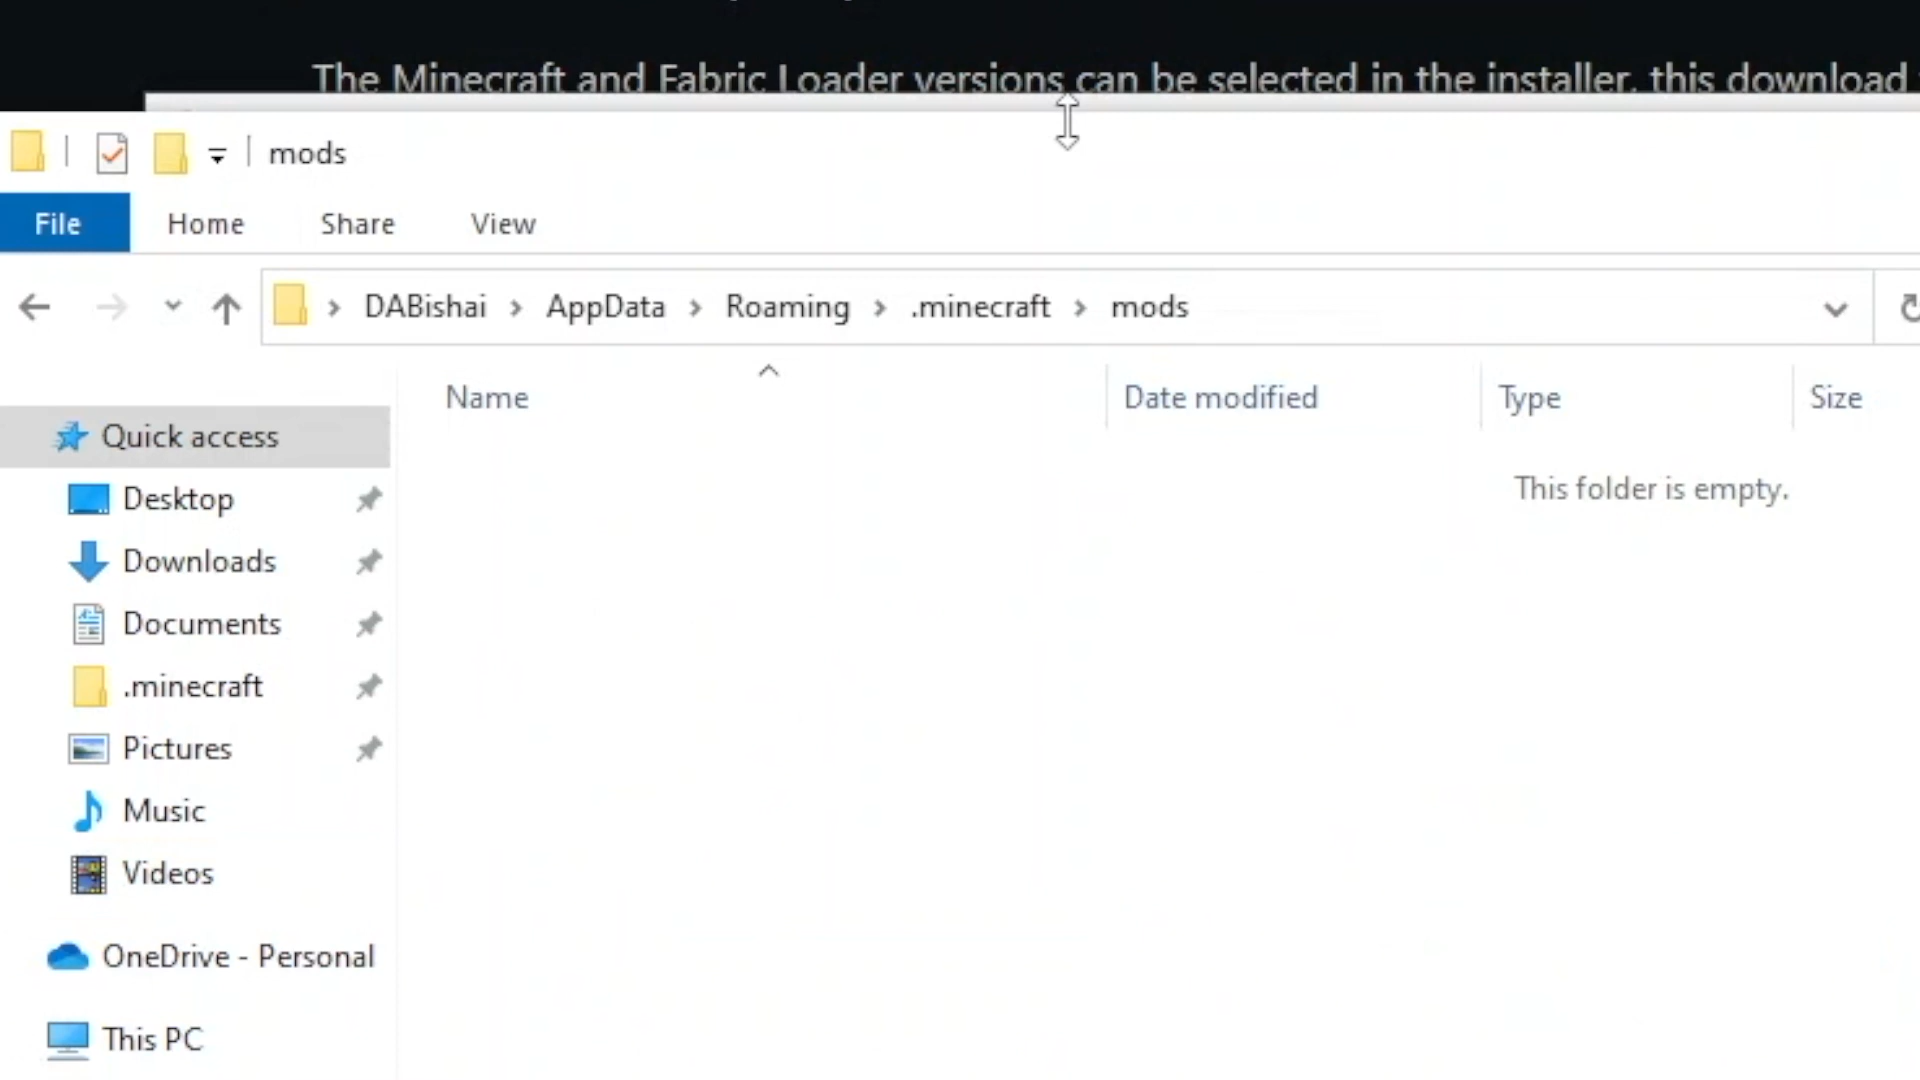 The Minecraft and Fabric Loader versions can be selected in the installer, this download
mods
File Home Share View
DABishai > AppData > Roaming > .minecraft > mods
Name Date modified Type Size
This folder is empty.
Quick access
Desktop
Downloads
Documents
.minecraft
Pictures
Music
Videos
OneDrive - Personal
This PC